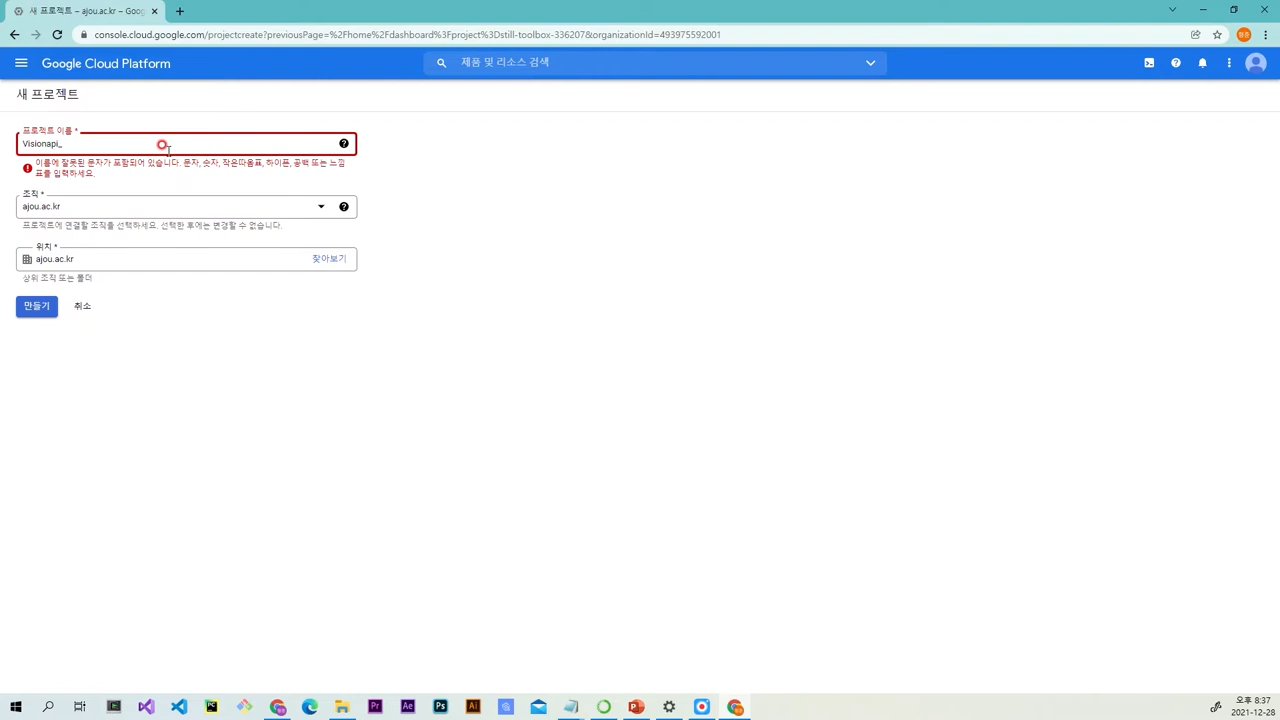 새 프로젝트 – ajou.ac.kr – Goog
console.cloud.google.com/projectcreate?previousPage=%2Fhome%2Fdashboard%3Fproject%3Dstill-toolbox-336207&organizationId=493975592001
Google Cloud Platform
제품 및 리소스 검색
새 프로젝트
프로젝트 이름 *
Visionapi_
이름에 잘못된 문자가 포함되어 있습니다. 문자, 숫자, 작은따옴표, 하이픈, 공백 또는 느낌
표를 입력하세요.
조직 *
ajou.ac.kr
프로젝트에 연결할 조직을 선택하세요. 선택한 후에는 변경할 수 없습니다.
위치 *
ajou.ac.kr
찾아보기
상위 조직 또는 폴더
만들기
취소
오후 8:37
2021-12-28